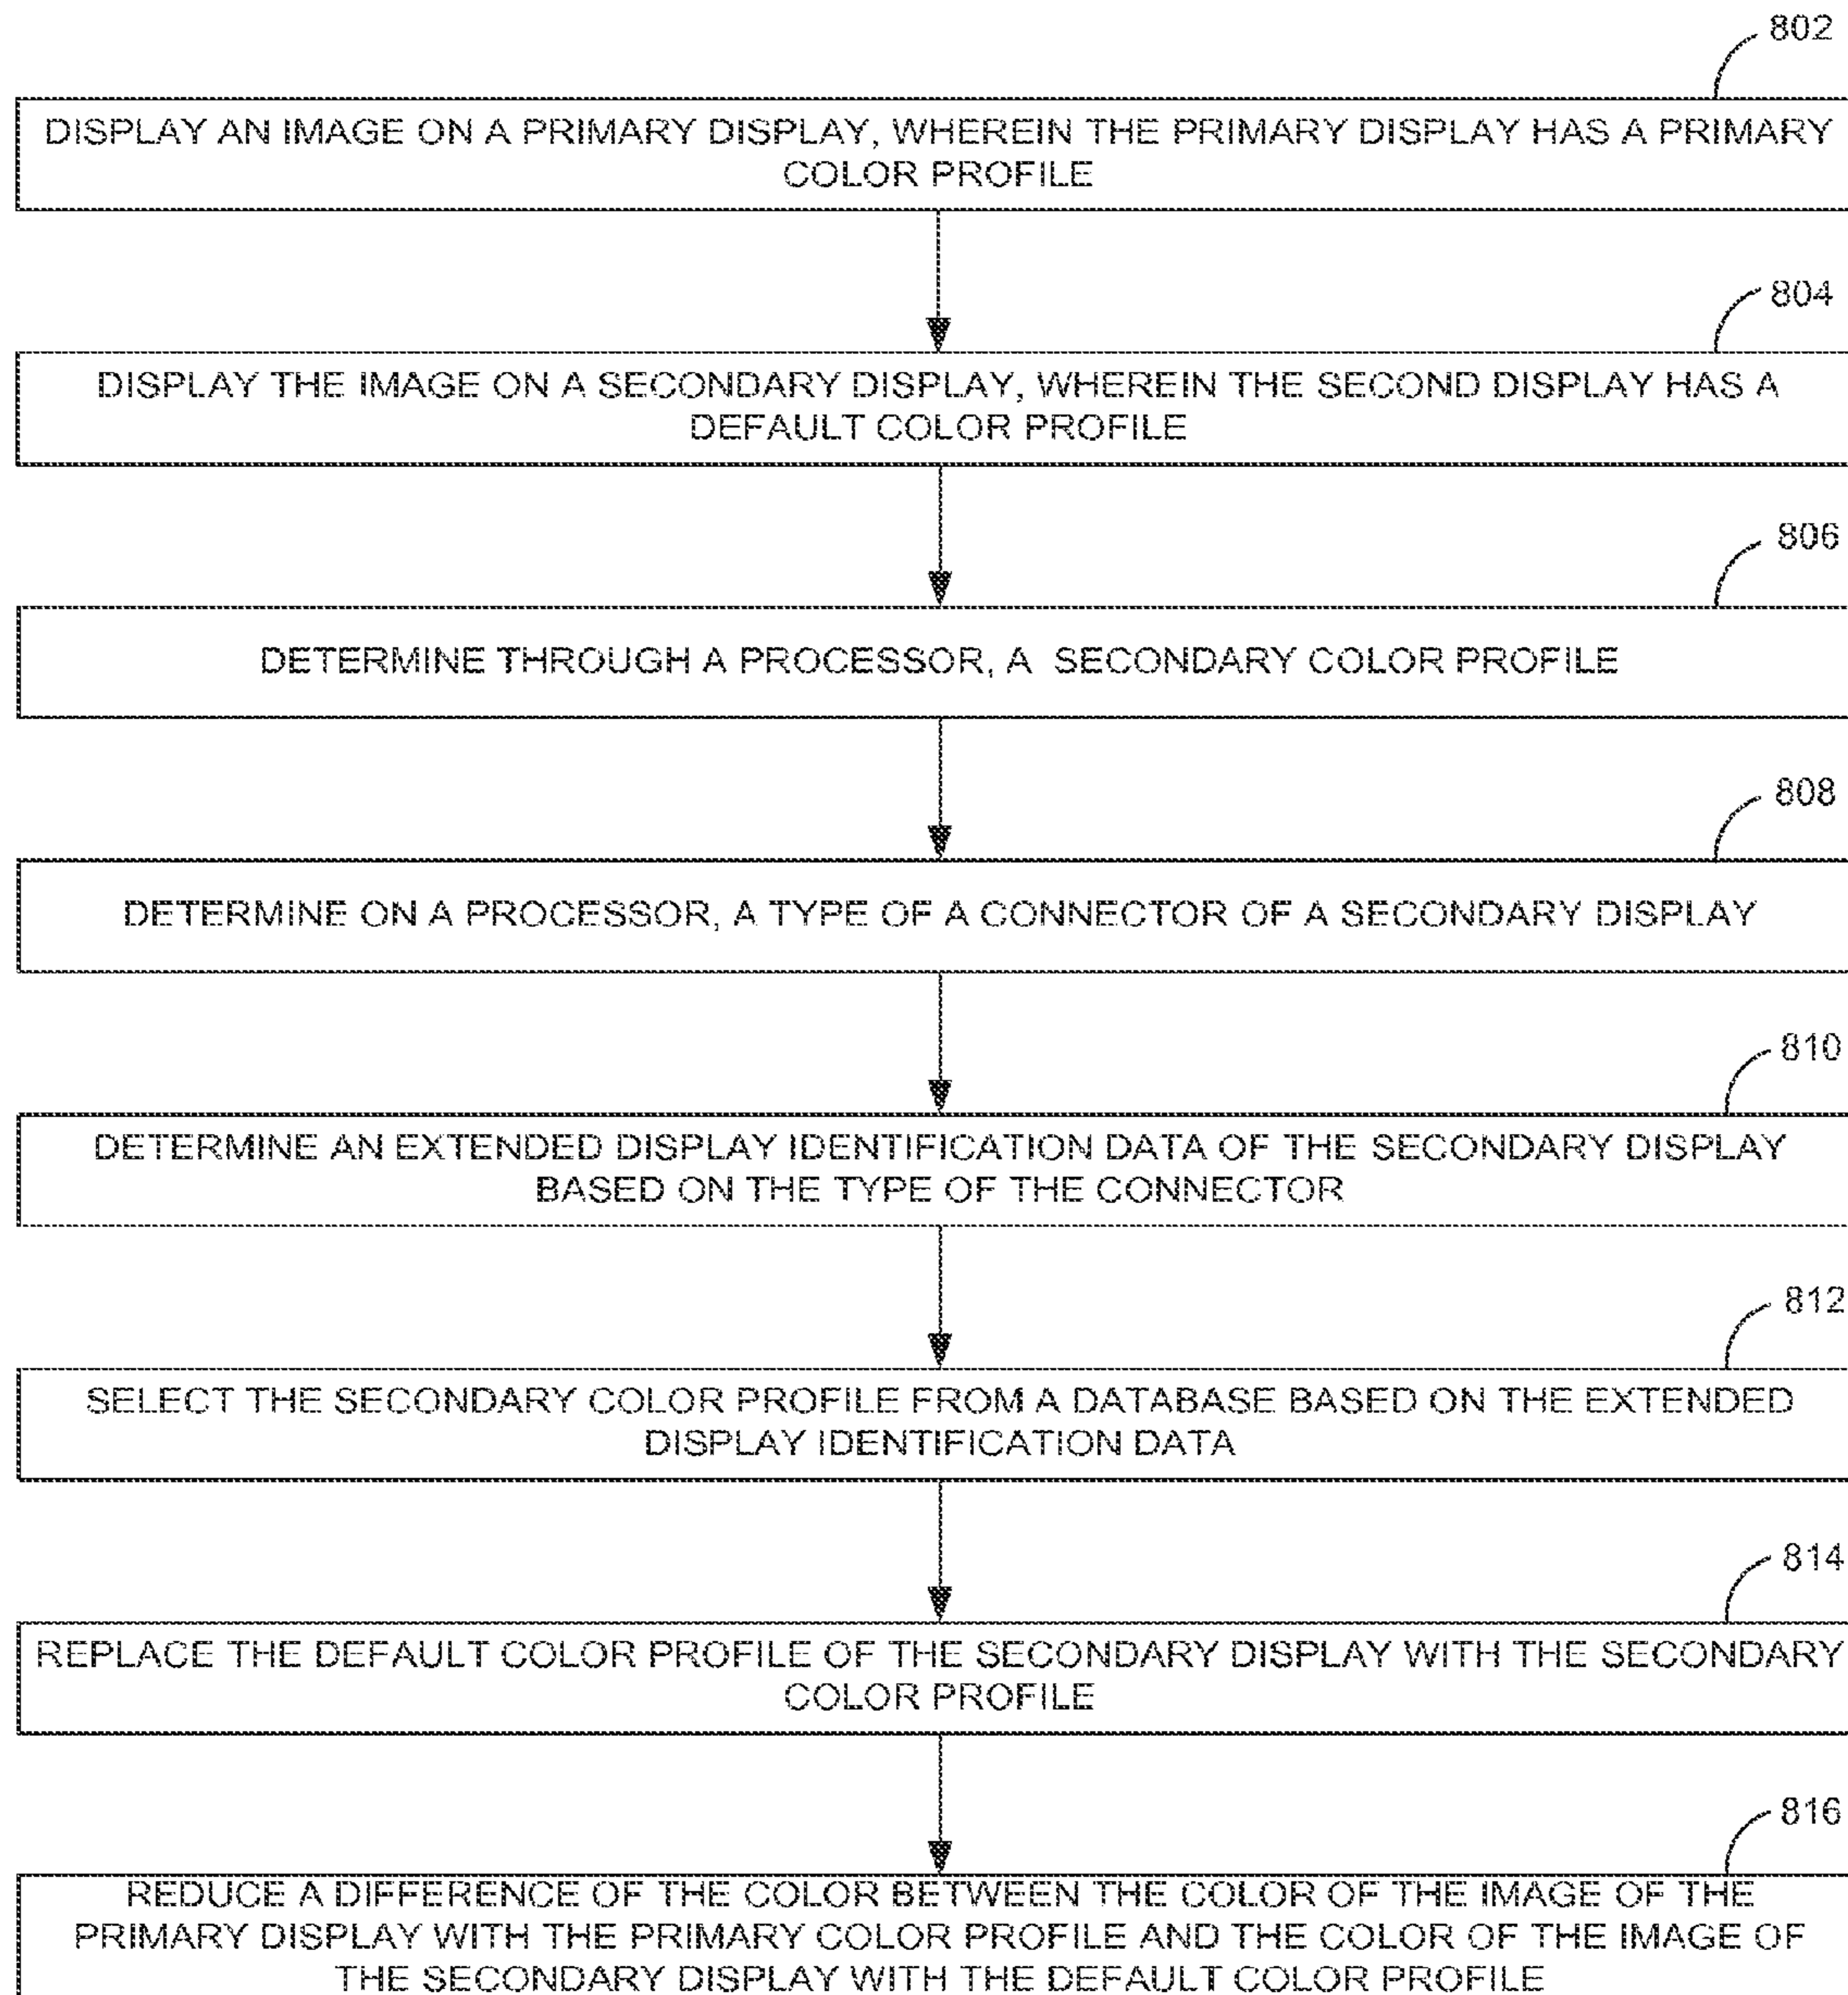 802
DISPLAY AN IMAGE ON A PRIMARY DISPLAY, WHEREIN THE PRIMARY DISPLAY HAS A PRIMARY
COLOR PROFILE
804
DISPLAY THE IMAGE ON A SECONDARY DISPLAY, WHEREIN THE SECOND DISPLAY HAS A
DEFAULT COLOR PROFILE
806
DETERMINE THROUGH A PROCESSOR, A SECONDARY COLOR PROFILE
808
DETERMINE ON A PROCESSOR, A TYPE OF A CONNECTOR OF A SECONDARY DISPLAY
810
DETERMINE AN EXTENDED DISPLAY IDENTIFICATION DATA OF THE SECONDARY DISPLAY
BASED ON THE TYPE OF THE CONNECTOR
812
SELECT THE SECONDARY COLOR PROFILE FROM A DATABASE BASED ON THE EXTENDED
DISPLAY IDENTIFICATION DATA
814
REPLACE THE DEFAULT COLOR PROFILE OF THE SECONDARY DISPLAY WITH THE SECONDARY
COLOR PROFILE
816
REDUCE A DIFFERENCE OF THE COLOR BETWEEN THE COLOR OF THE IMAGE OF THE
PRIMARY DISPLAY WITH THE PRIMARY COLOR PROFILE AND THE COLOR OF THE IMAGE OF
THE SECONDARY DISPLAY WITH THE DEFAULT COLOR PROFILE